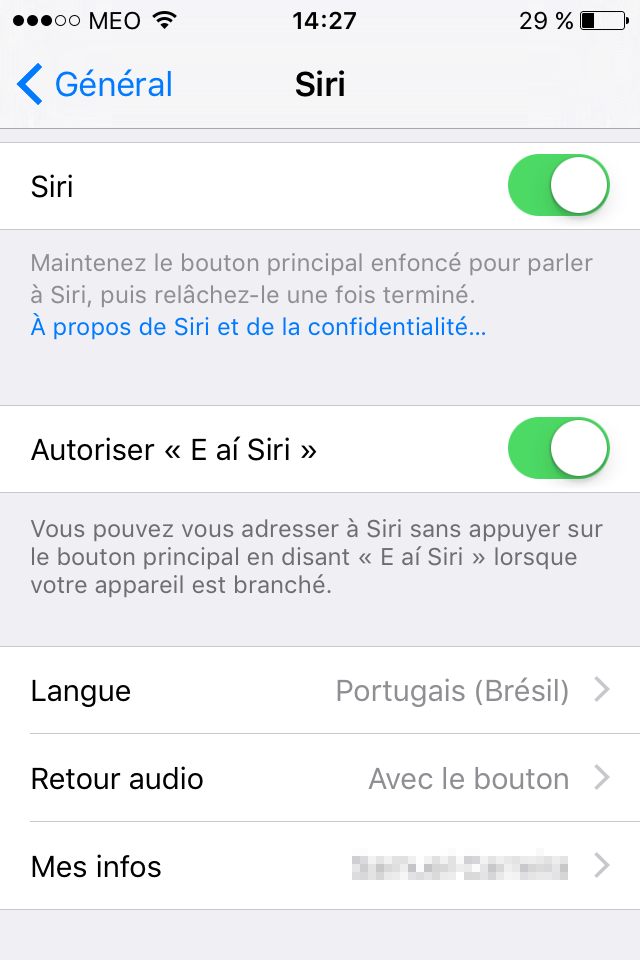 MEO 14:27 29 %
Général Siri
Siri
Maintenez le bouton principal enfoncé pour parler
à Siri, puis relâchez-le une fois terminé.
À propos de Siri et de la confidentialité...
Autoriser « E aí Siri »
Vous pouvez vous adresser à Siri sans appuyer sur
le bouton principal en disant « E aí Siri » lorsque
votre appareil est branché.
Langue Portugais (Brésil)
Retour audio Avec le bouton
Mes infos